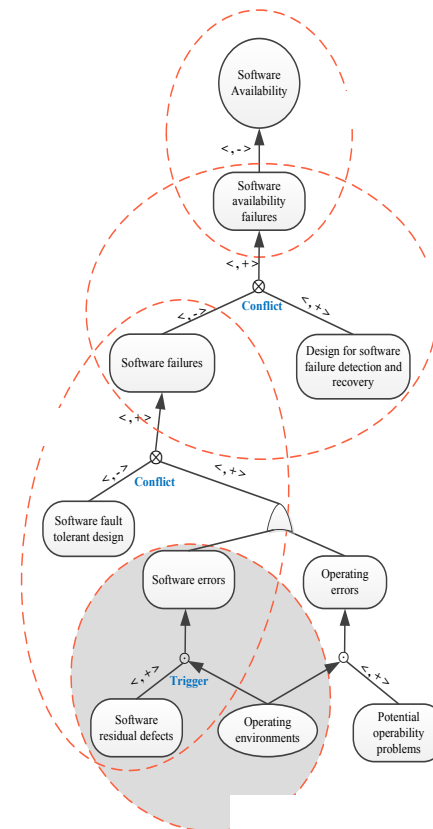 Software
Availability
< , - >
Software
availability
failures
< , + >
Conflict
< , - >
< , + >
Software failures
Design for software
failure detection and
recovery
< , + >
Conflict
< , - >
< , + >
Software fault
tolerant design
Software errors
Operating
errors
< , + >
Trigger
< , + >
Software
residual defects
Operating
environments
Potential
operability
problems